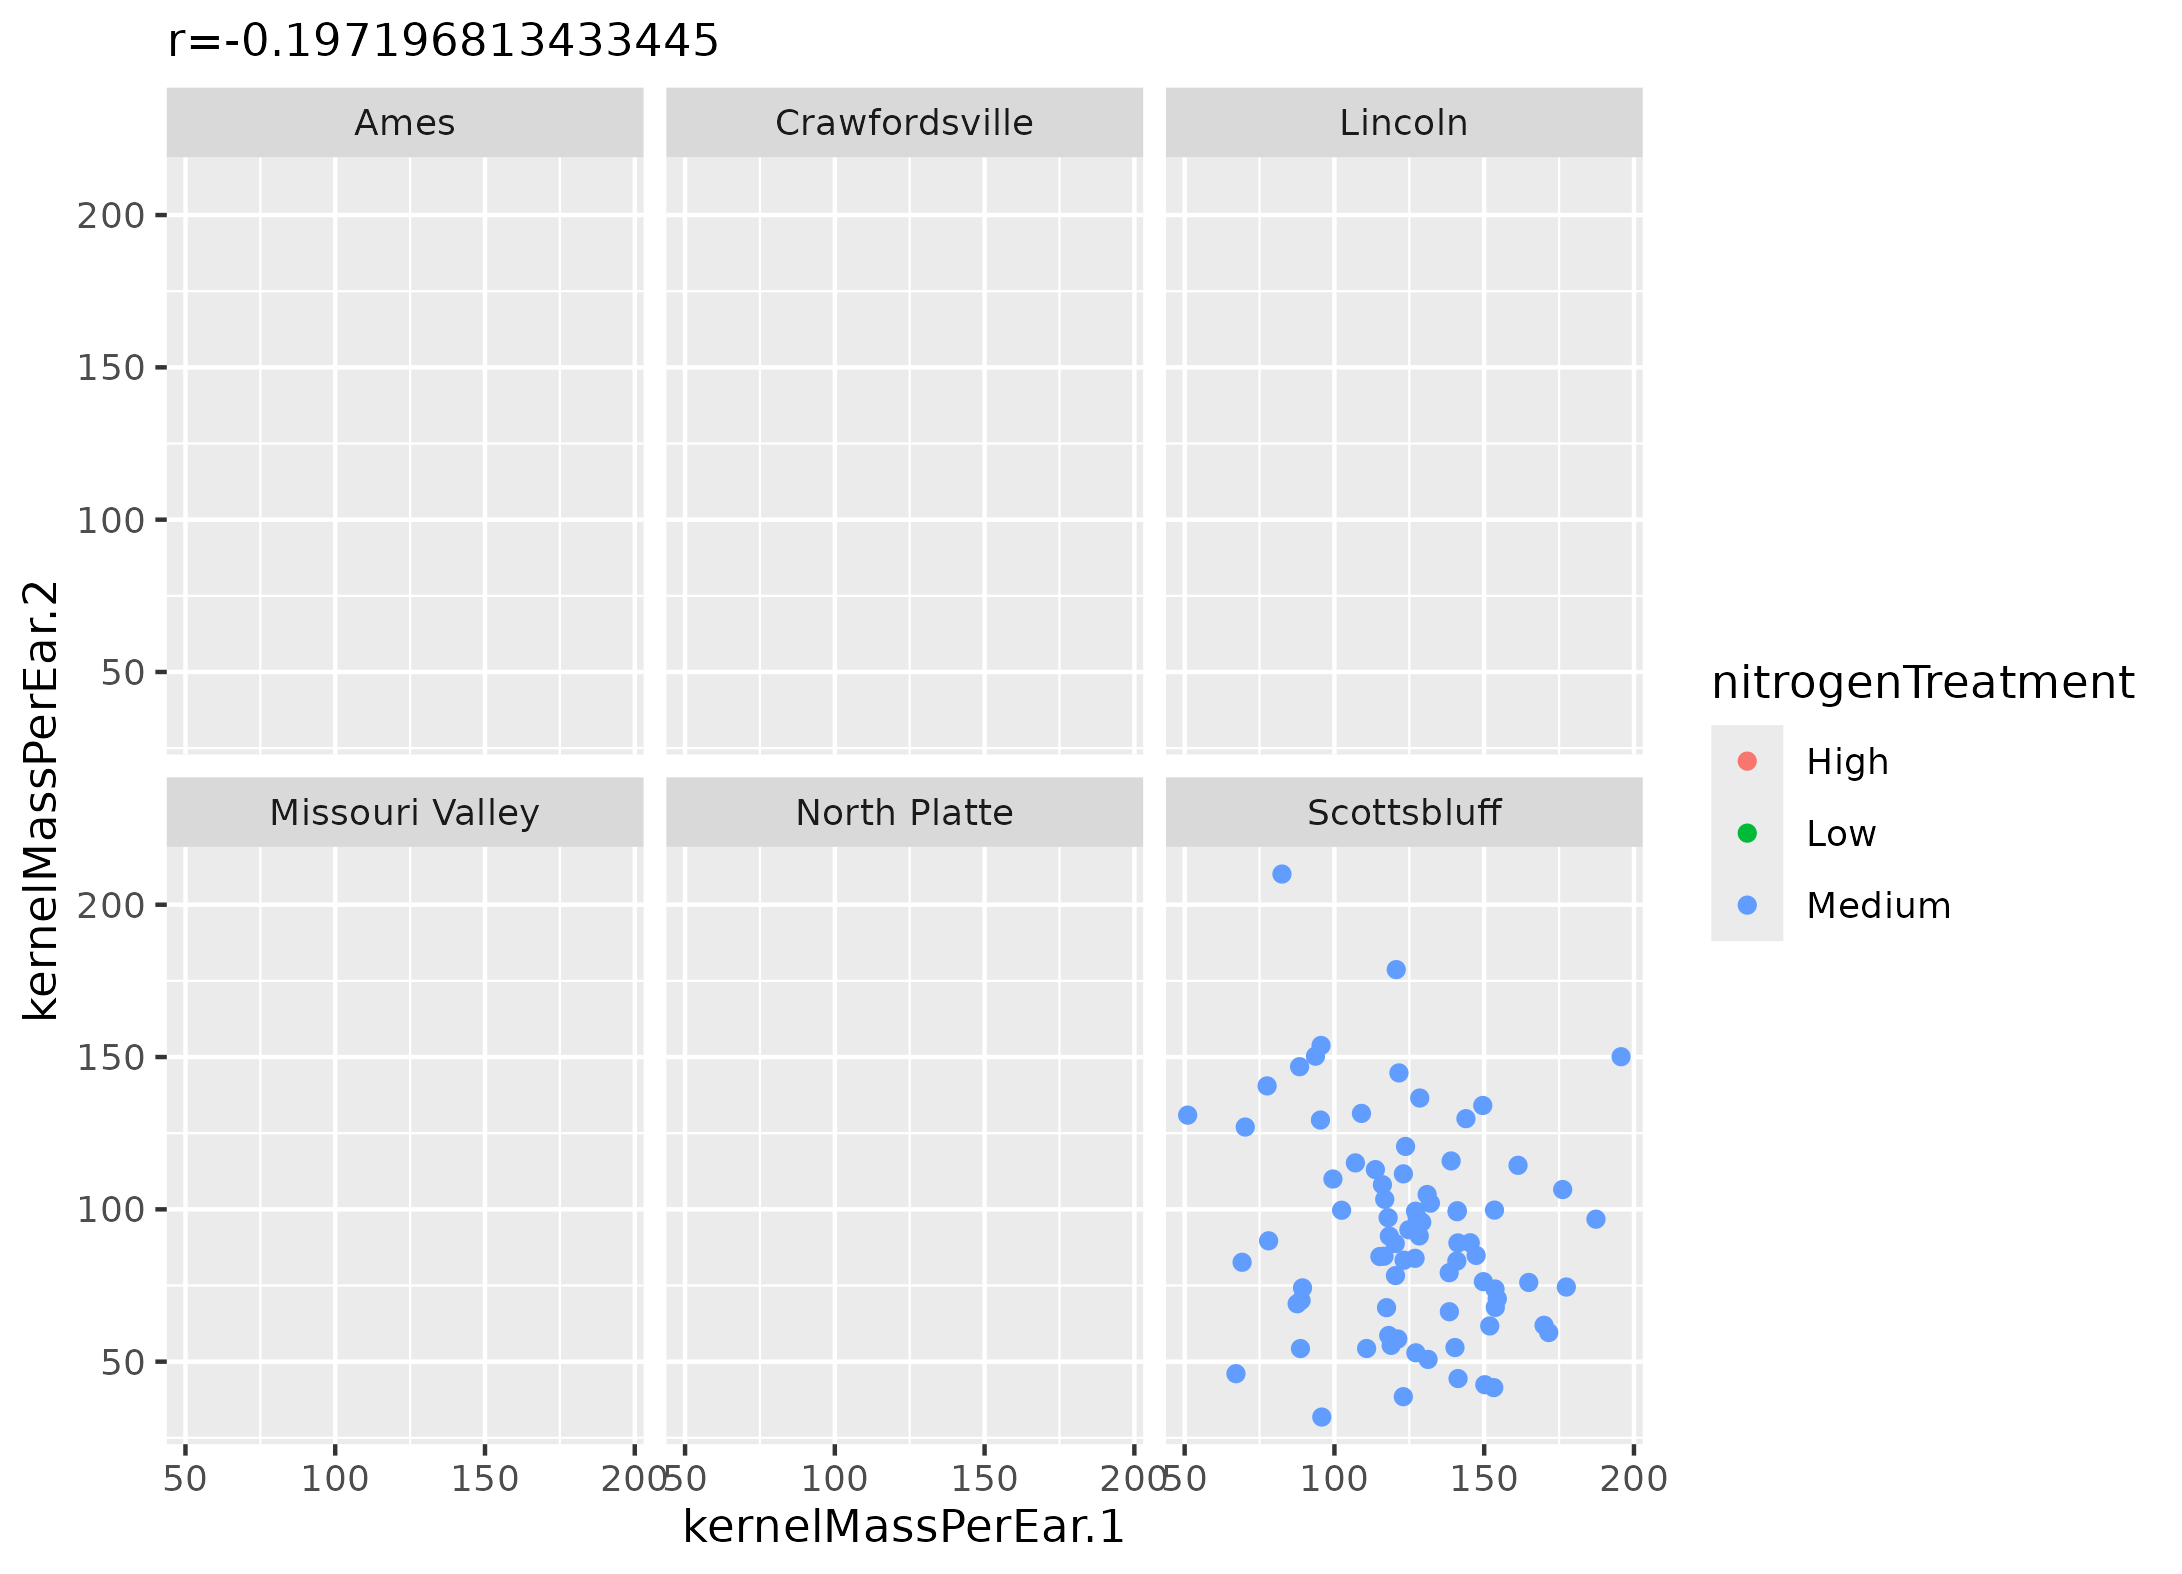 r=-0.197196813433445
Ames
Crawfordsville
Lincoln
200
150
100
50
Missouri Valley
North Platte
Scottsbluff
200
150
100
50
50 100 150 200
50 100 150 200
50 100 150 200
kernelMassPerEar.1
kernelMassPerEar.2
nitrogenTreatment
High
Low
Medium